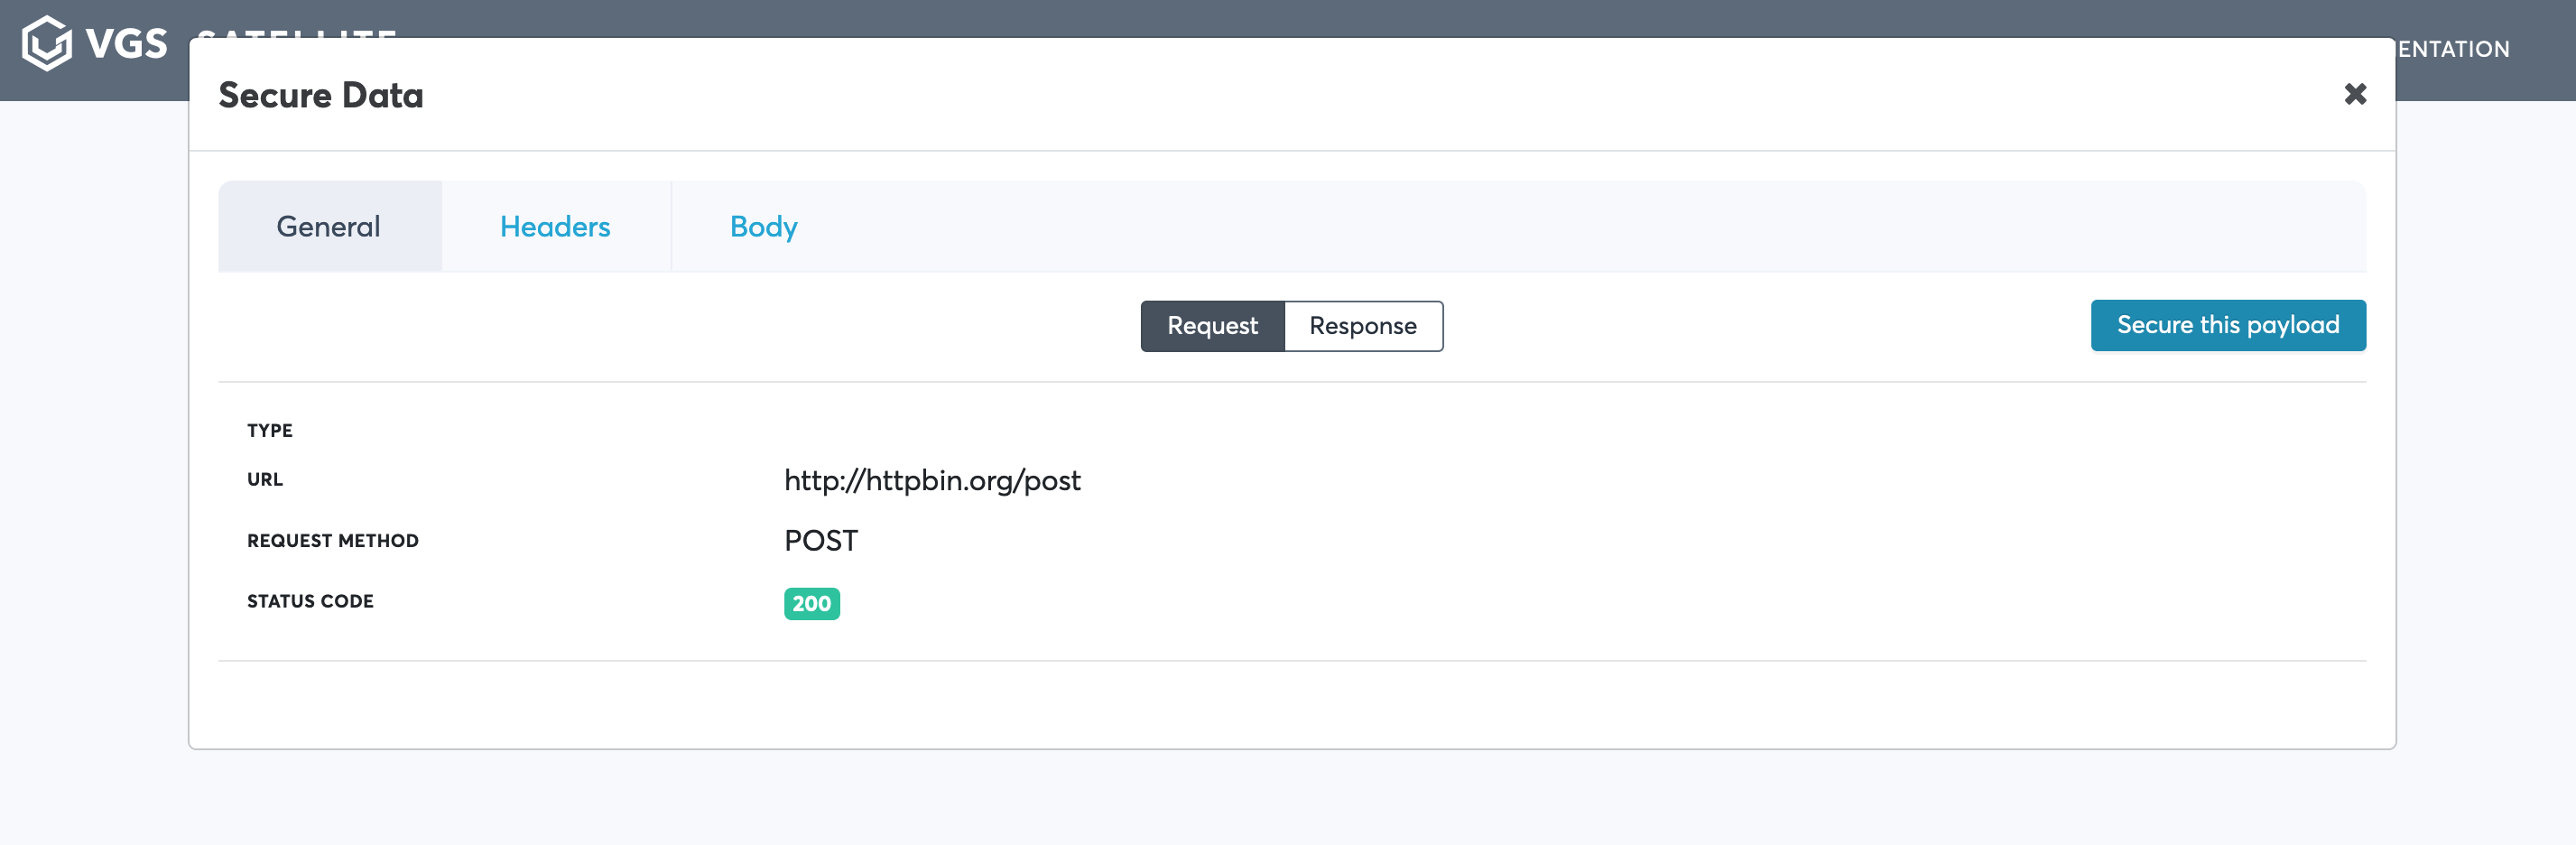 VGS SATELLITE
ENTATION
Secure Data
General Headers Body
Request Response
Secure this payload
TYPE
URL http://httpbin.org/post
REQUEST METHOD POST
STATUS CODE 200